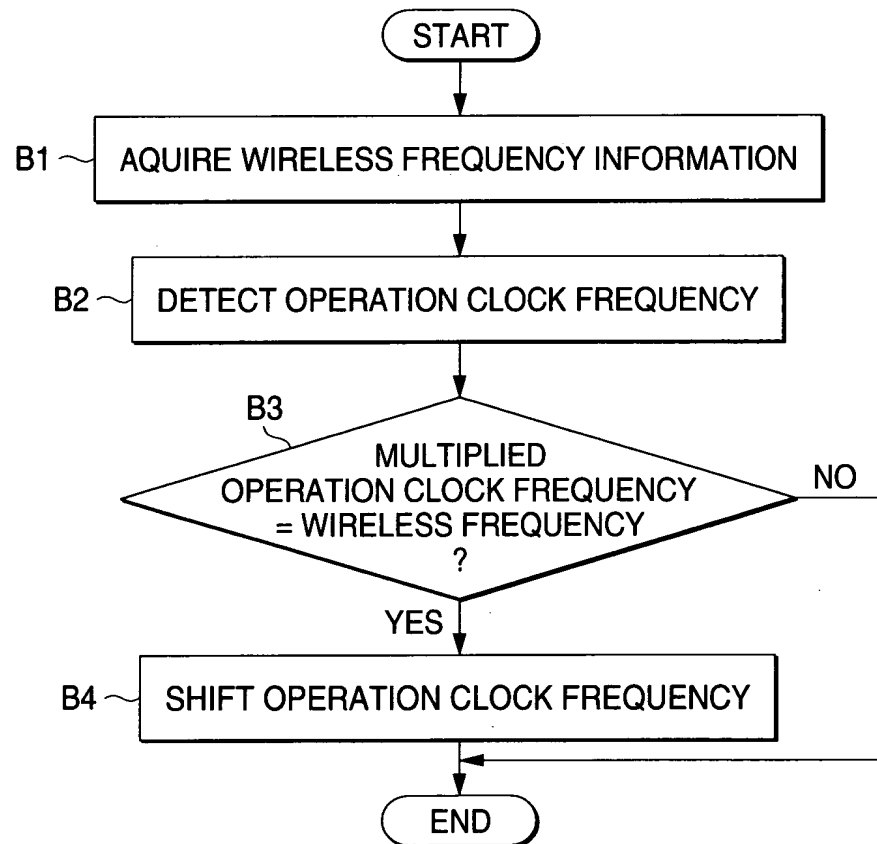 START
B1 AQUIRE WIRELESS FREQUENCY INFORMATION
B2 DETECT OPERATION CLOCK FREQUENCY
B3
MULTIPLIED
OPERATION CLOCK FREQUENCY
= WIRELESS FREQUENCY
?
NO
YES
B4 SHIFT OPERATION CLOCK FREQUENCY
END